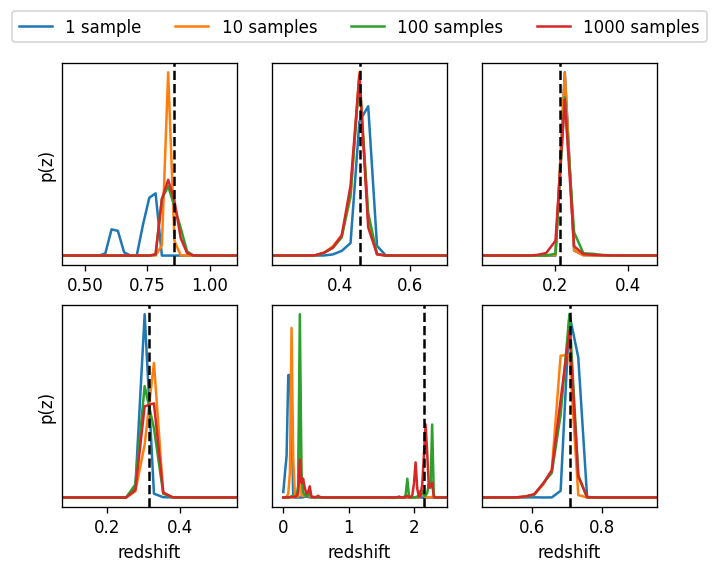 1 sample 10 samples 100 samples 1000 samples
p(z)
0.50 0.75 1.00 0.4 0.6 0.2 0.4
p(z)
0.2 0.4 0 1 2 0.6 0.8
redshift redshift redshift